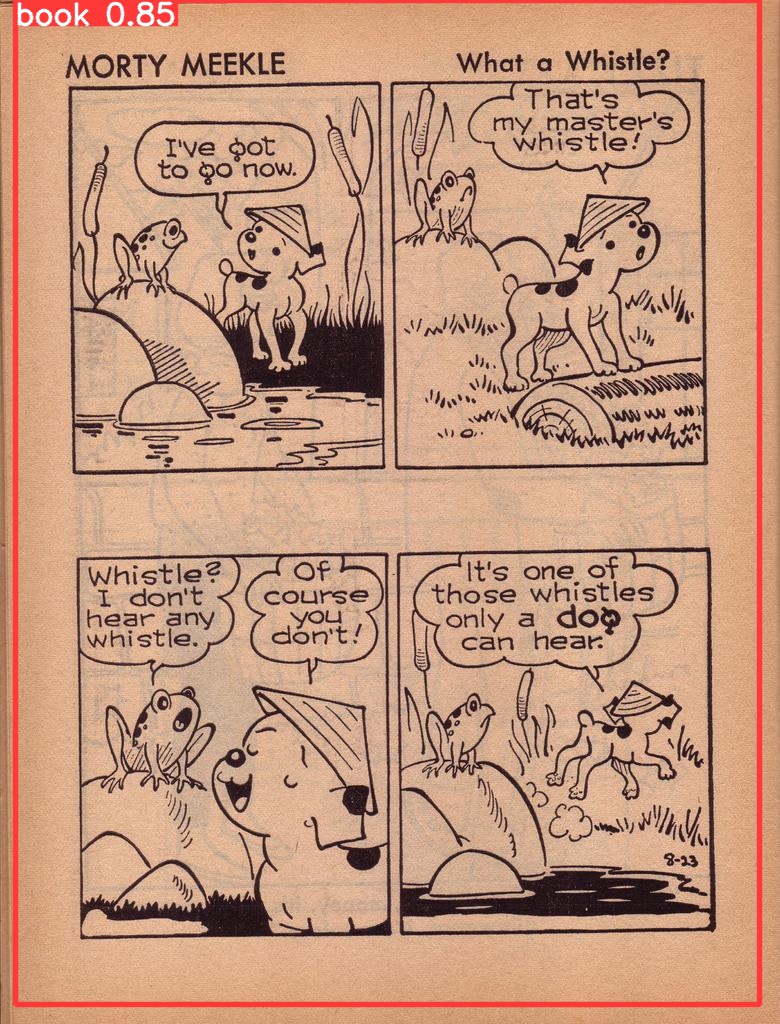 book 0.85
MORTY MEEKLE
What a Whistle?
I've got
to go now.
That's
my master's
whistle!
Whistle?
I don't
hear any
whistle.
Of
course
you
don't!
It's one of
those whistles
only a dog
can hear.
8-23